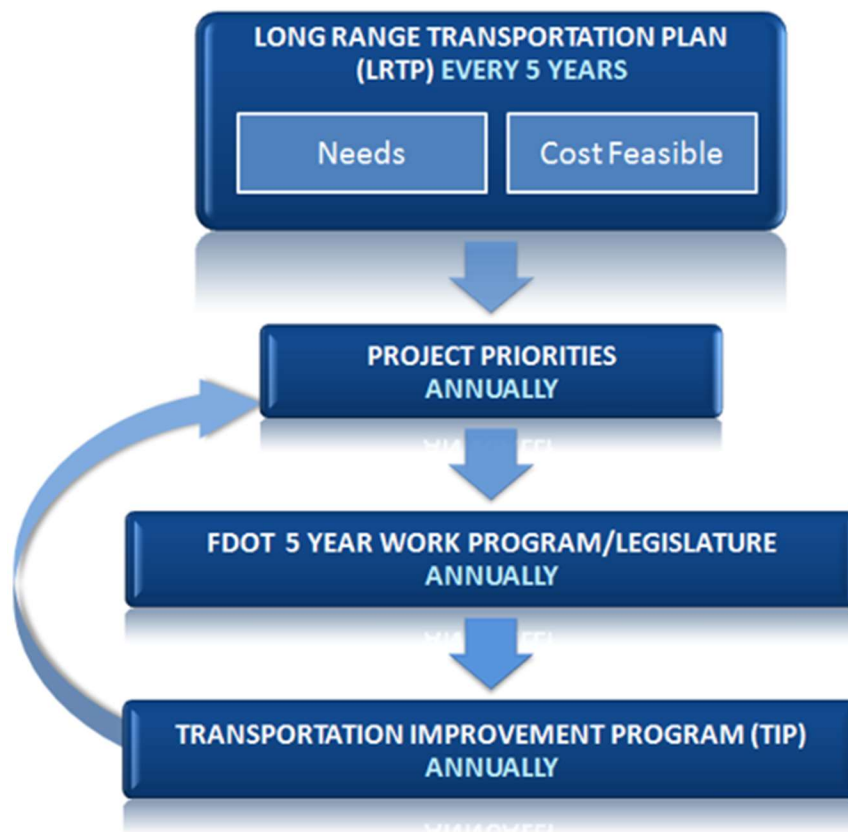 LONG RANGE TRANSPORTATION PLAN
(LRTP) EVERY 5 YEARS
Needs
Cost Feasible
PROJECT PRIORITIES
ANNUALLY
FDOT 5 YEAR WORK PROGRAM/LEGISLATURE
ANNUALLY
TRANSPORTATION IMPROVEMENT PROGRAM (TIP)
ANNUALLY